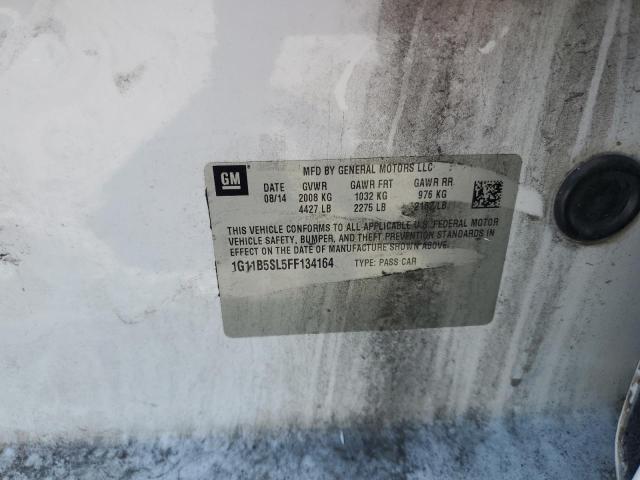 GM
MFD BY GENERAL MOTORS LLC
DATE GVWR GAWR FRT GAWR RR
08/14 2008 KG 1032 KG 976 KG
4427 LB 2275 LB LB
THIS VEHICLE CONFORMS TO ALL APPLICABLE U.S. FEDERAL MOTOR
VEHICLE SAFETY, BUMPER, AND THEFT PREVENTION STANDARDS IN
EFFECT ON THE DATE OF MANUFACTURE SHOWN ABOVE.
1G11B5SL5FF134164 TYPE: PASS CAR